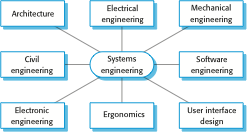 Architecture
Electrical
engineering
Mechanical
engineering
Civil
engineering
Systems
engineering
Software
engineering
Electronic
engineering
Ergonomics
User interface
design